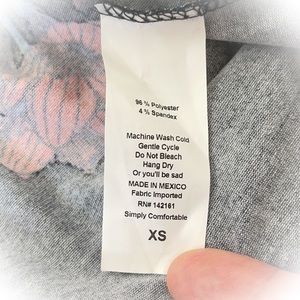 96 % Polyester
4 % Spandex
Machine Wash Cold
Gentle Cycle
Do Not Bleach
Hang Dry
Or you'll be sad
MADE IN MEXICO
Fabric Imported
RN# 142161
Simply Comfortable
XS